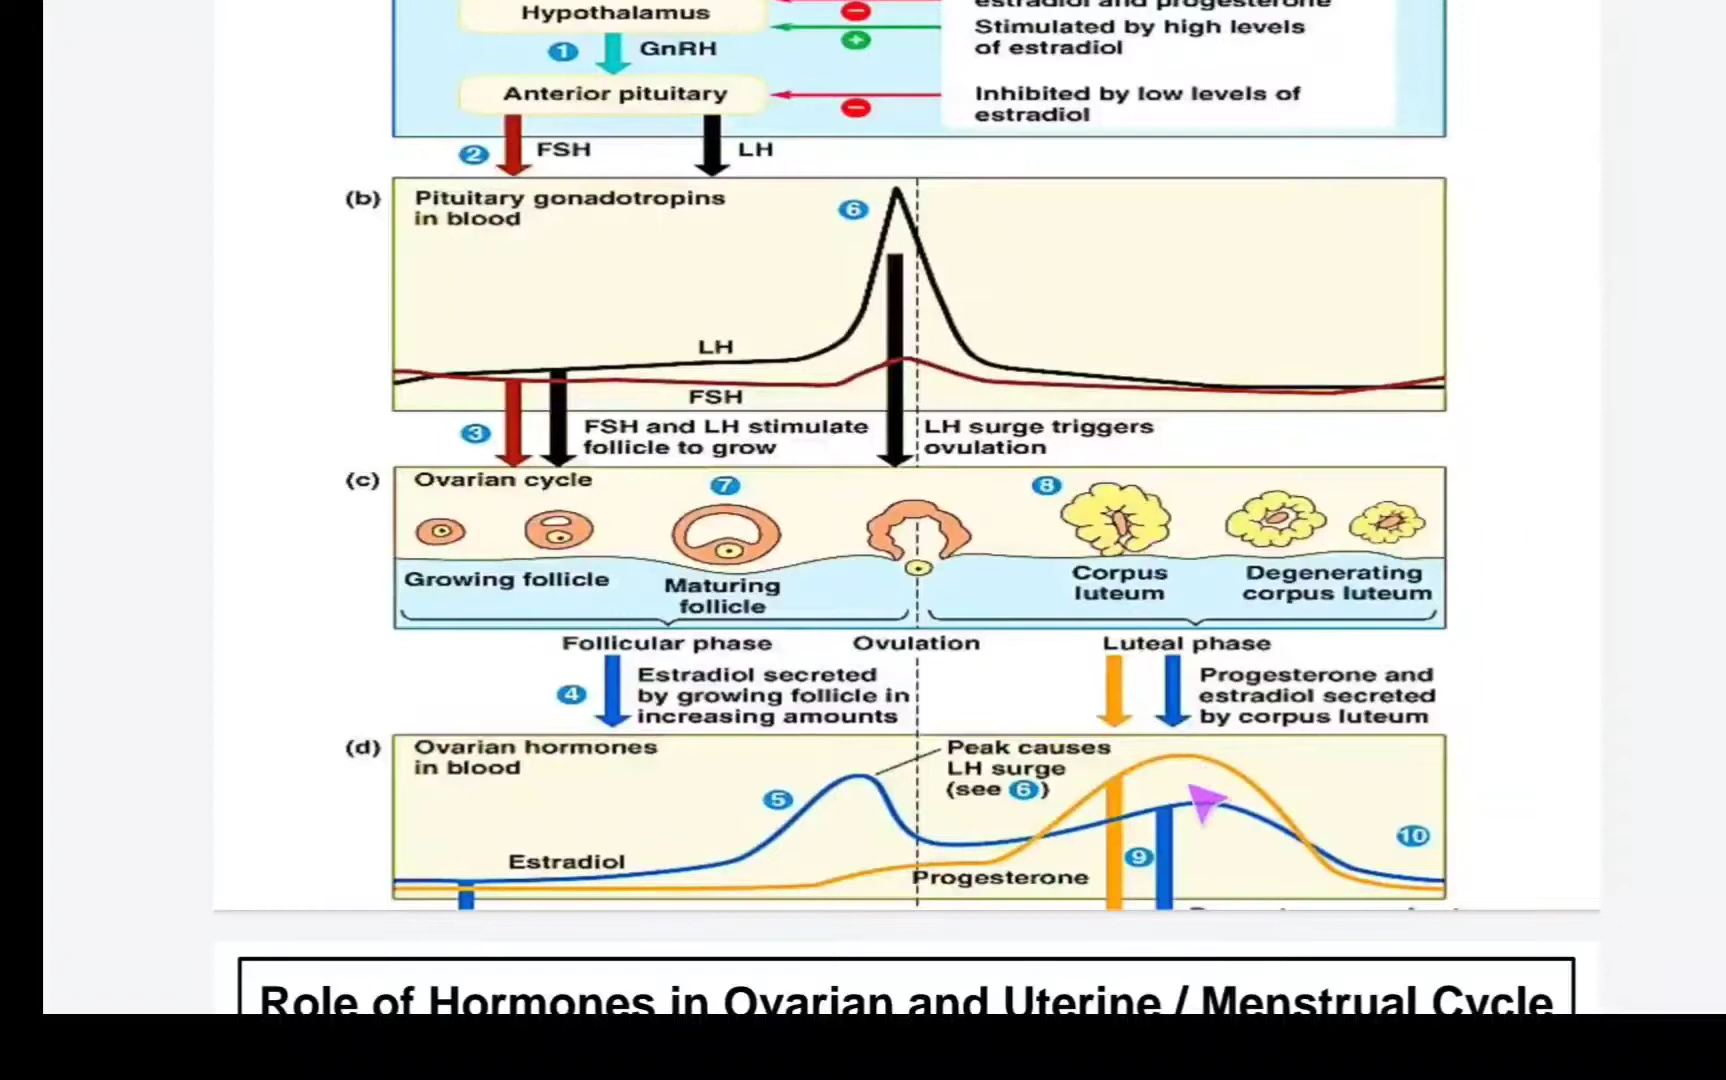 Hypothalamus
estradiol and progesterone
Stimulated by high levels
of estradiol
1
GnRH
Anterior pituitary
Inhibited by low levels of
estradiol
2
FSH
LH
(b)
Pituitary gonadotropins
in blood
6
LH
FSH
3
FSH and LH stimulate
follicle to grow
LH surge triggers
ovulation
(c)
Ovarian cycle
7
8
Growing follicle
Maturing
follicle
Corpus
luteum
Degenerating
corpus luteum
Follicular phase
Ovulation
Luteal phase
4
Estradiol secreted
by growing follicle in
increasing amounts
Progesterone and
estradiol secreted
by corpus luteum
(d)
Ovarian hormones
in blood
Peak causes
LH surge
(see 6)
5
10
9
Estradiol
Progesterone
Role of Hormones in Ovarian and Uterine / Menstrual Cycle